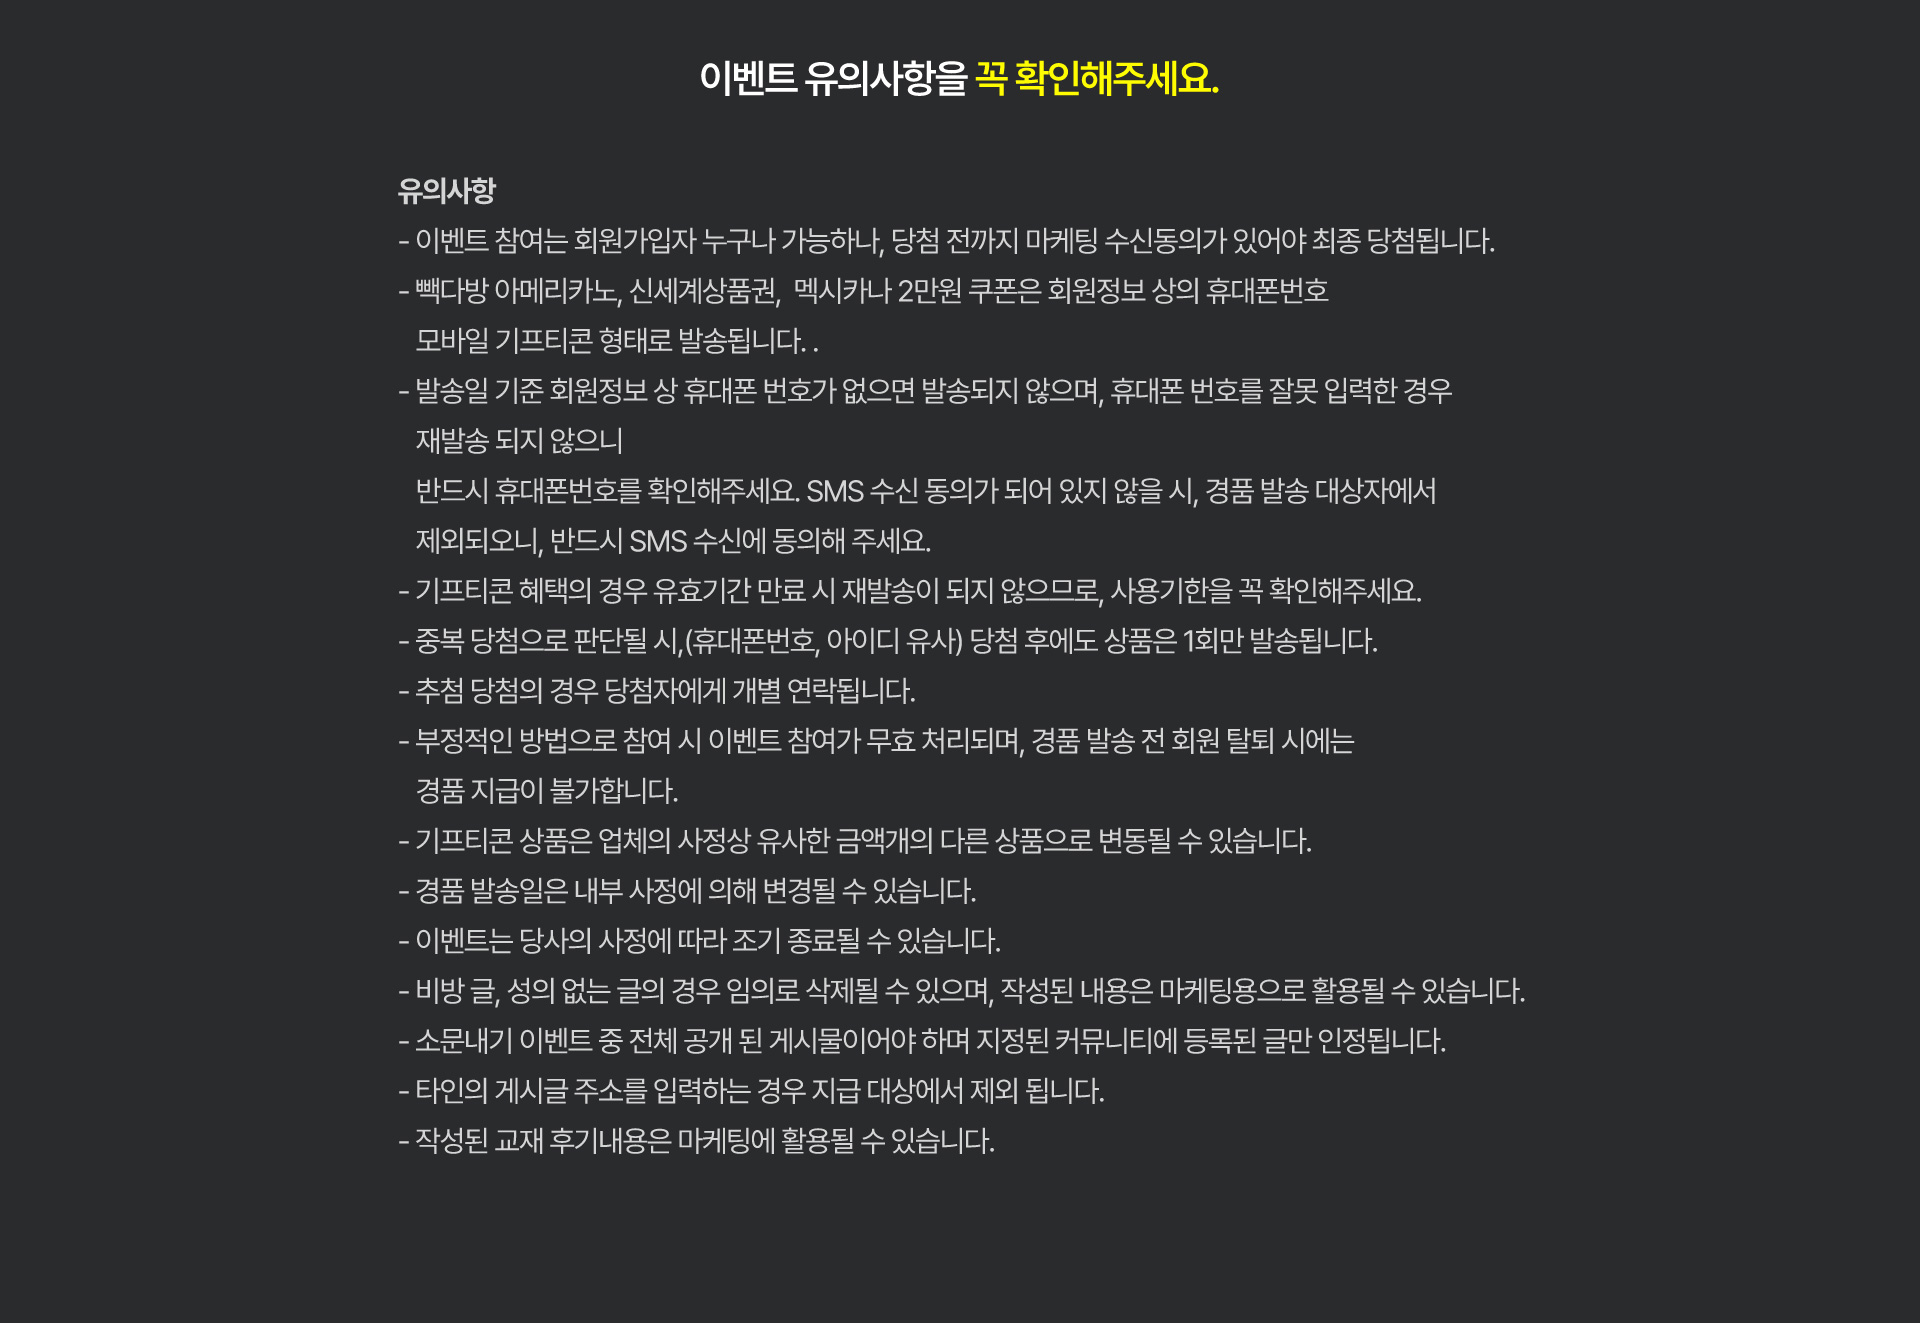 이벤트 유의사항을 꼭 확인해주세요.
유의사항
- 이벤트 참여는 회원가입자 누구나 가능하나, 당첨 전까지 마케팅 수신동의가 있어야 최종 당첨됩니다.
- 빽다방 아메리카노, 신세계상품권,  멕시카나 2만원 쿠폰은 회원정보 상의 휴대폰번호
모바일 기프티콘 형태로 발송됩니다. .
- 발송일 기준 회원정보 상 휴대폰 번호가 없으면 발송되지 않으며, 휴대폰 번호를 잘못 입력한 경우
재발송 되지 않으니
반드시 휴대폰번호를 확인해주세요. SMS 수신 동의가 되어 있지 않을 시, 경품 발송 대상자에서
제외되오니, 반드시 SMS 수신에 동의해 주세요.
- 기프티콘 혜택의 경우 유효기간 만료 시 재발송이 되지 않으므로, 사용기한을 꼭 확인해주세요.
- 중복 당첨으로 판단될 시,(휴대폰번호, 아이디 유사) 당첨 후에도 상품은 1회만 발송됩니다.
- 추첨 당첨의 경우 당첨자에게 개별 연락됩니다.
- 부정적인 방법으로 참여 시 이벤트 참여가 무효 처리되며, 경품 발송 전 회원 탈퇴 시에는
경품 지급이 불가합니다.
- 기프티콘 상품은 업체의 사정상 유사한 금액개의 다른 상품으로 변동될 수 있습니다.
- 경품 발송일은 내부 사정에 의해 변경될 수 있습니다.
- 이벤트는 당사의 사정에 따라 조기 종료될 수 있습니다.
- 비방 글, 성의 없는 글의 경우 임의로 삭제될 수 있으며, 작성된 내용은 마케팅용으로 활용될 수 있습니다.
- 소문내기 이벤트 중 전체 공개 된 게시물이어야 하며 지정된 커뮤니티에 등록된 글만 인정됩니다.
- 타인의 게시글 주소를 입력하는 경우 지급 대상에서 제외 됩니다.
- 작성된 교재 후기내용은 마케팅에 활용될 수 있습니다.